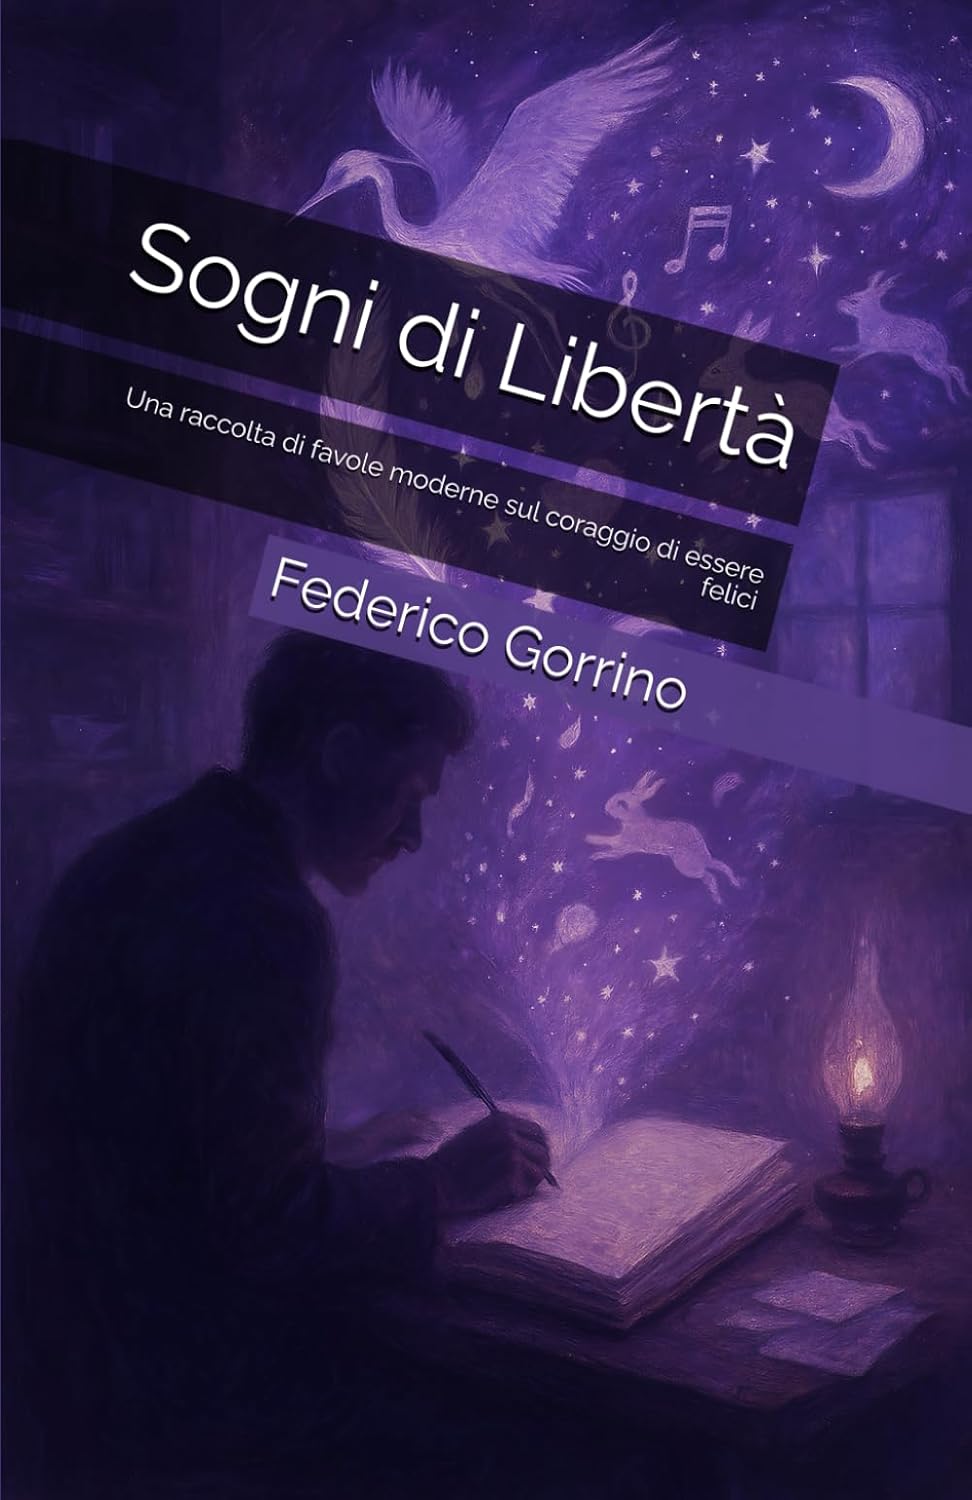 Sogni di Libertà
Una raccolta di favole moderne sul coraggio di essere
felici
Federico Gorrino